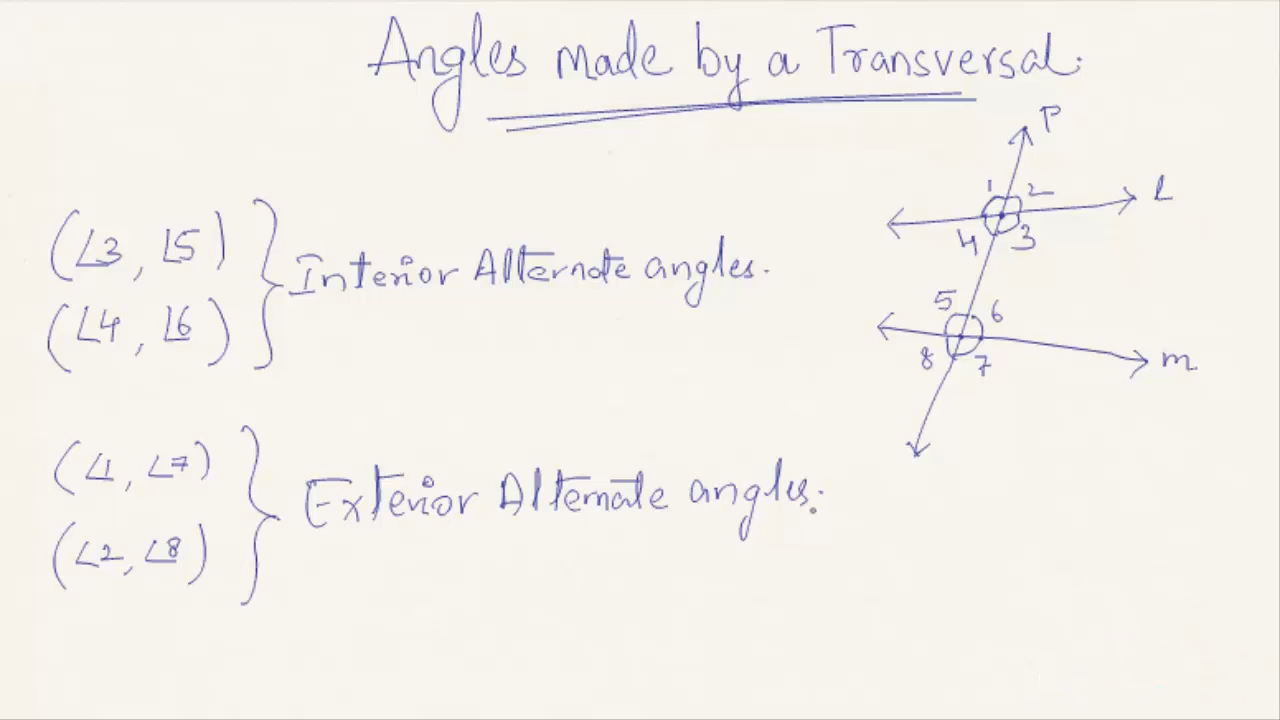 Angles made by a Transversal.
(∠3, ∠5)
(∠4, ∠6)
Interior Alternate angles.
(∠1, ∠7)
(∠2, ∠8)
Exterior Alternate angles.
P
1 2
l
4 3
5 6
8 7
m